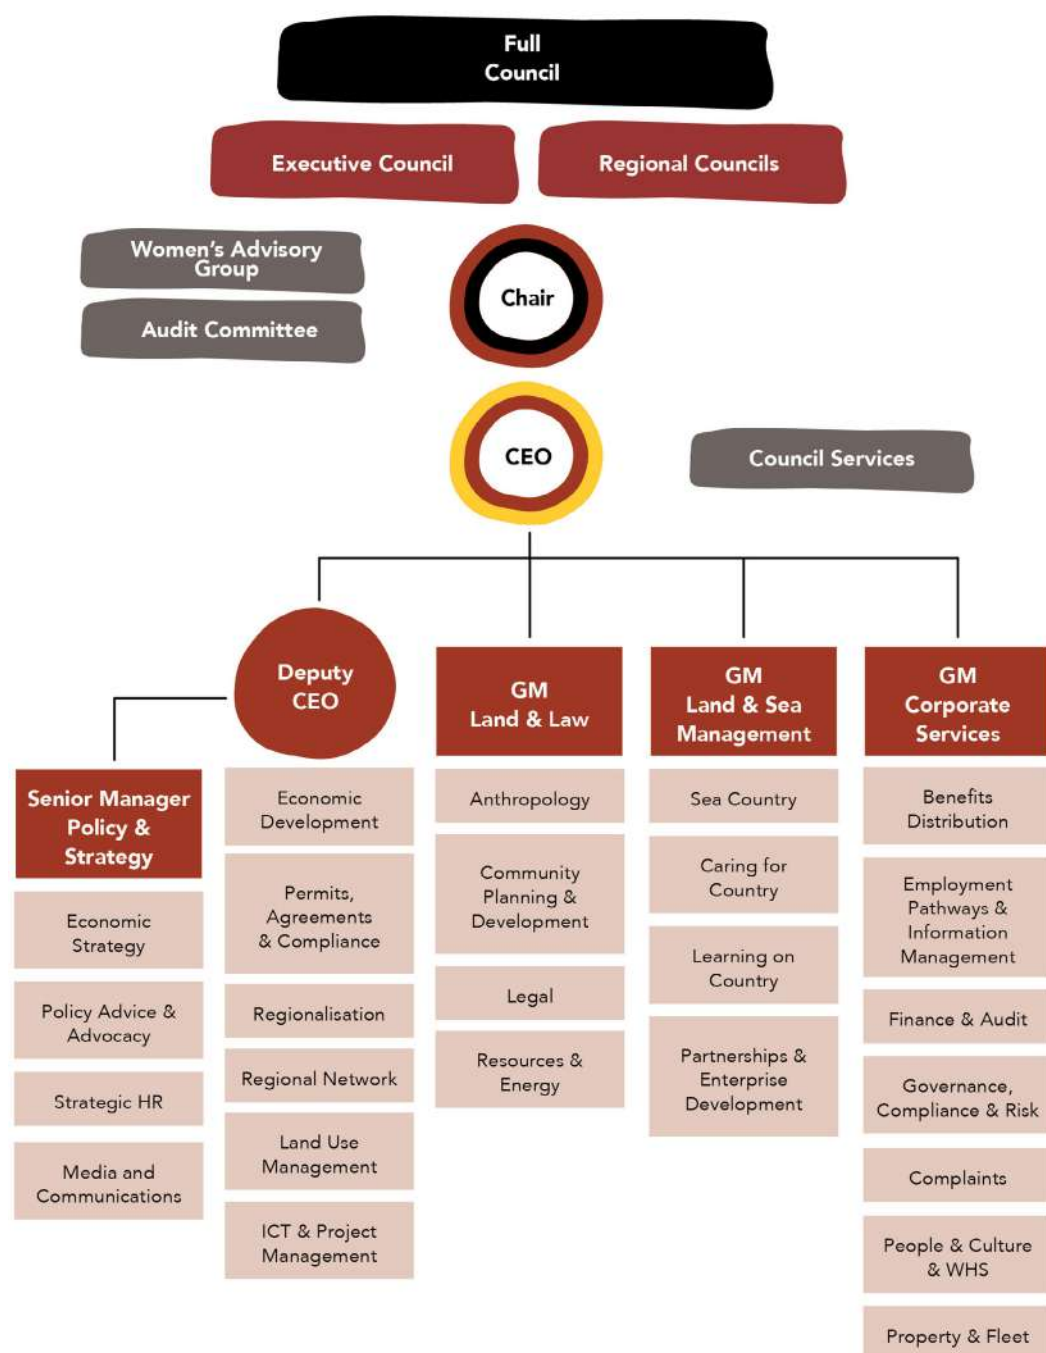 Full
Council
Executive Council
Regional Councils
Women's Advisory
Group
Audit Committee
Chair
CEO
Council Services
Deputy
CEO
GM
Land & Law
GM
Land & Sea
Management
GM
Corporate
Services
Senior Manager
Policy &
Strategy
Economic
Strategy
Policy Advice &
Advocacy
Strategic HR
Media and
Communications
Economic
Development
Permits,
Agreements
& Compliance
Regionalisation
Regional Network
Land Use
Management
ICT & Project
Management
Anthropology
Community
Planning &
Development
Legal
Resources &
Energy
Sea Country
Caring for
Country
Learning on
Country
Partnerships &
Enterprise
Development
Benefits
Distribution
Employment
Pathways &
Information
Management
Finance & Audit
Governance,
Compliance & Risk
Complaints
People & Culture
& WHS
Property & Fleet